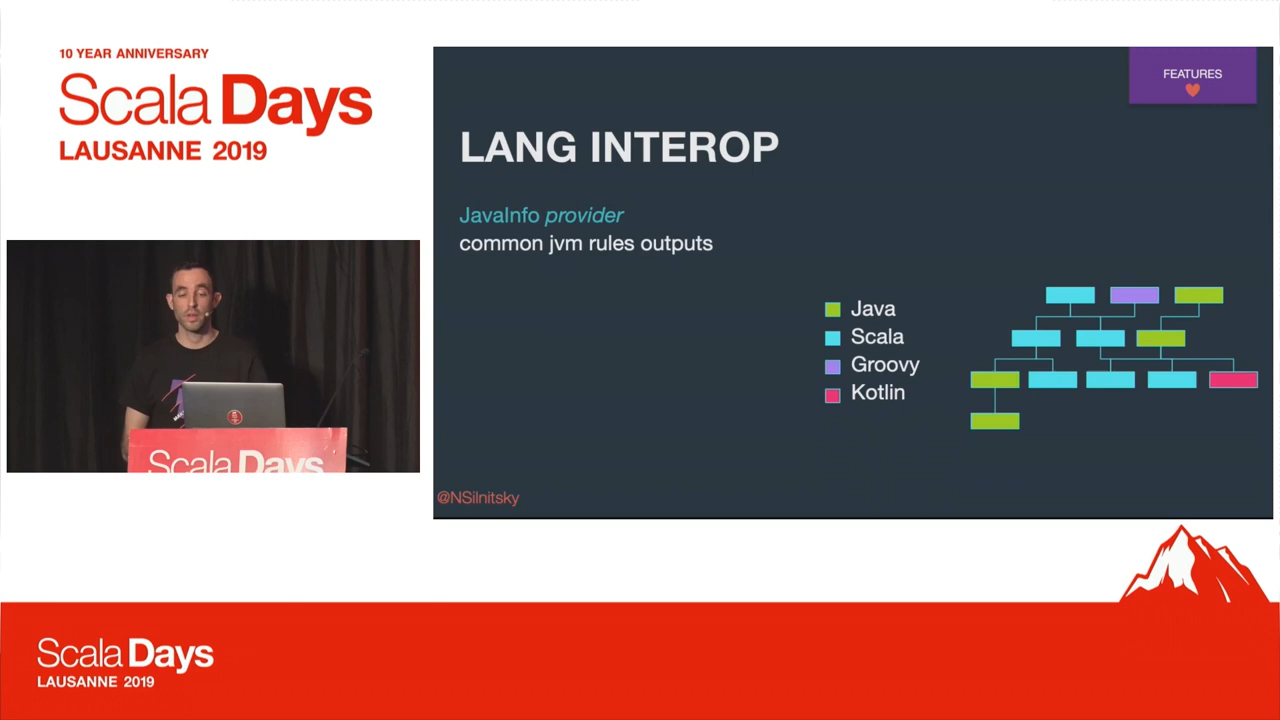 10 YEAR ANNIVERSARY
Scala Days
LAUSANNE 2019
FEATURES
LANG INTEROP
JavaInfo provider
common jvm rules outputs
Java
Scala
Groovy
Kotlin
@NSilnitsky
Scala Days
Scala Days
LAUSANNE 2019